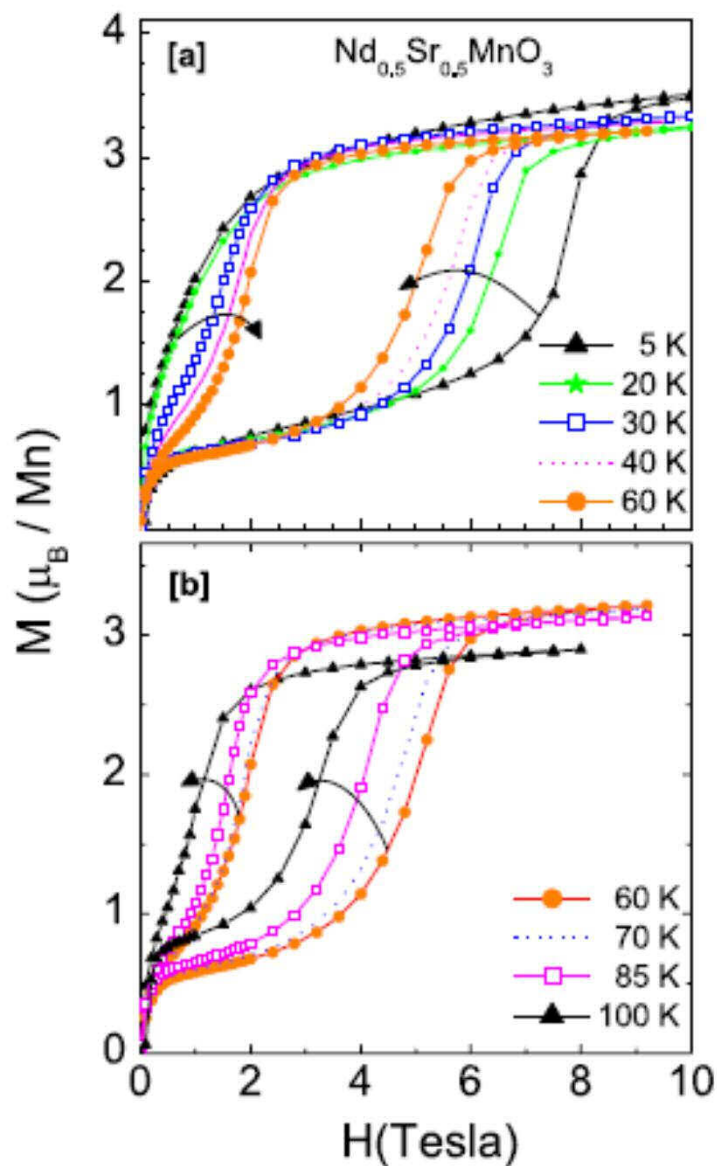 4
[a]
Nd0.5Sr0.5MnO3
3
2
1
5 K
20 K
30 K
40 K
60 K
M (μB / Mn)
[b]
3
2
1
0
60 K
70 K
85 K
100 K
0 2 4 6 8 10
H(Tesla)